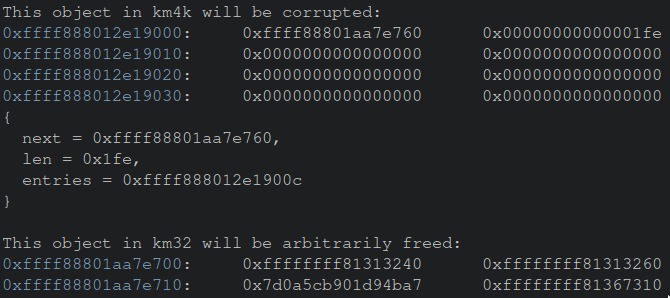 This object in km4k will be corrupted:
0xffff888012e19000: 0xffff88801aa7e760 0x00000000000001fe
0xffff888012e19010: 0x0000000000000000 0x0000000000000000
0xffff888012e19020: 0x0000000000000000 0x0000000000000000
0xffff888012e19030: 0x0000000000000000 0x0000000000000000
{
next = 0xffff88801aa7e760,
len = 0x1fe,
entries = 0xffff888012e1900c
}
This object in km32 will be arbitrarily freed:
0xffff88801aa7e700: 0xffffffff81313240 0xffffffff81313260
0xffff88801aa7e710: 0x7d0a5cb901d94ba7 0xffffffff81367310